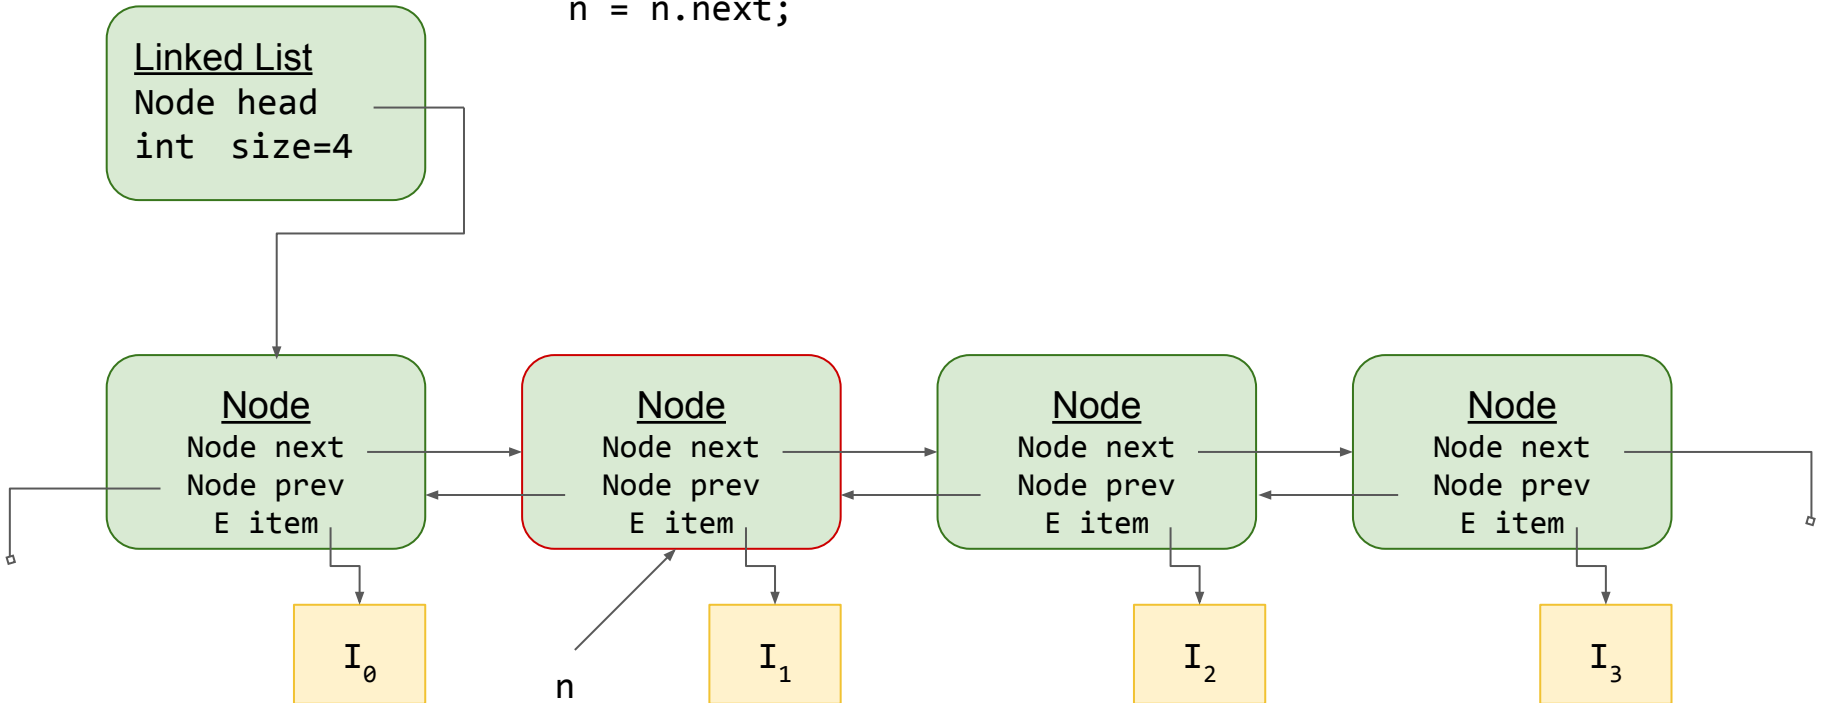 n = n.next;
Linked List
Node head
int size=4
Node
Node next
Node prev
E item
Node
Node next
Node prev
E item
Node
Node next
Node prev
E item
Node
Node next
Node prev
E item
I0
n
I1
I2
I3